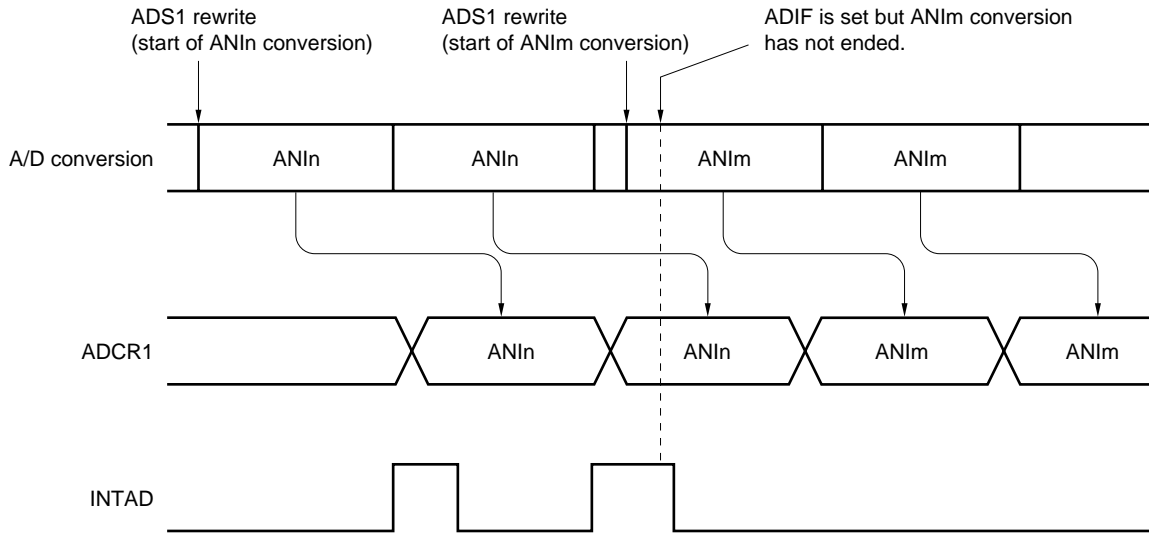 ADS1 rewrite
(start of ANIn conversion)
ADS1 rewrite
(start of ANIm conversion)
ADIF is set but ANIm conversion
has not ended.
A/D conversion
ANIn
ANIn
ANIm
ANIm
ADCR1
ANIn
ANIn
ANIm
ANIm
INTAD